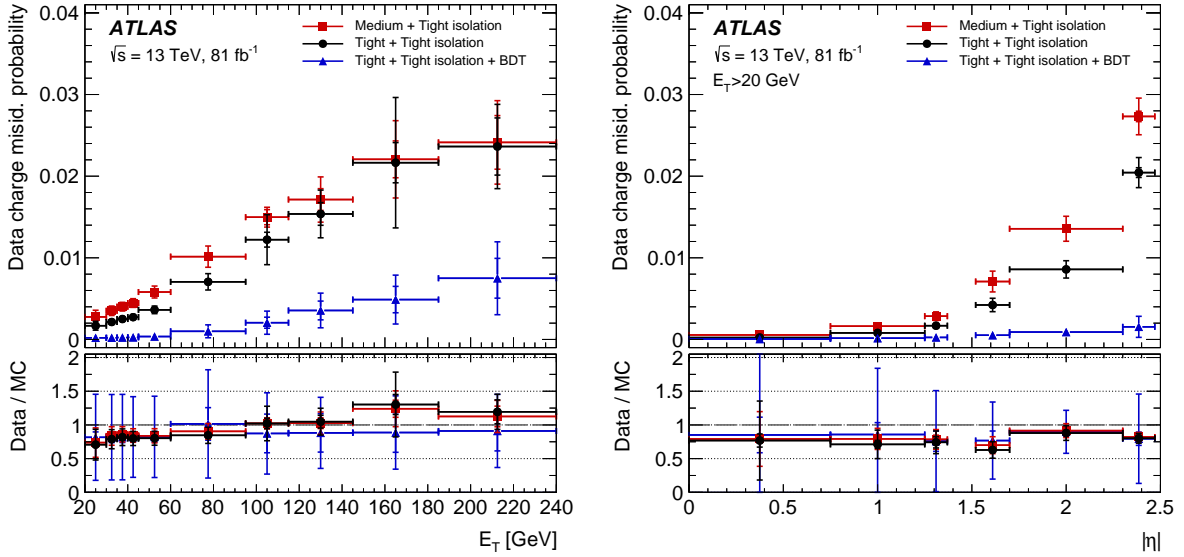 ATLAS
√s = 13 TeV, 81 fb⁻¹
Medium + Tight isolation
Tight + Tight isolation
Tight + Tight isolation + BDT
Data charge misid. probability
0.04
0.03
0.02
0.01
0
Data / MC
2
1.5
1
0.5
0
20 40 60 80 100 120 140 160 180 200 220 240
E_T [GeV]
ATLAS
√s = 13 TeV, 81 fb⁻¹
E_T>20 GeV
Medium + Tight isolation
Tight + Tight isolation
Tight + Tight isolation + BDT
Data charge misid. probability
0.04
0.03
0.02
0.01
0
Data / MC
2
1.5
1
0.5
0
0 0.5 1 1.5 2 2.5
|η|